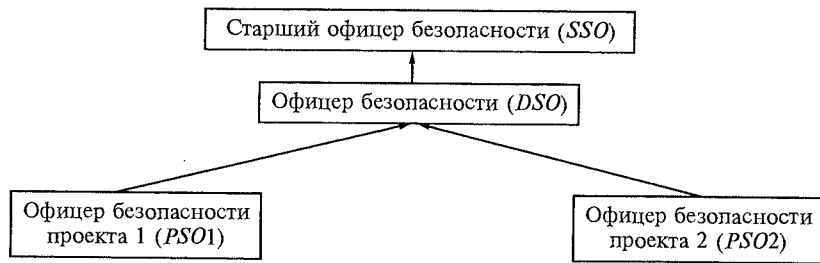 Старший офицер безопасности (SSO)
Офицер безопасности (DSO)
Офицер безопасности
проекта 1 (PSO1)
Офицер безопасности
проекта 2 (PSO2)